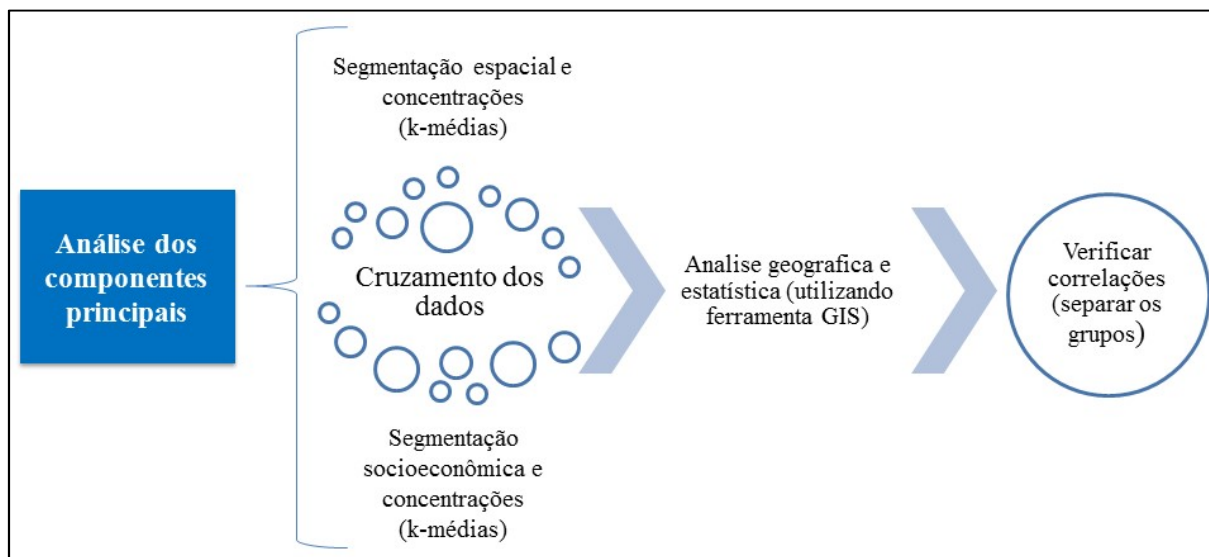 Análise dos
componentes
principais
Segmentação espacial e
concentrações
(k-médias)
Cruzamento dos
dados
Segmentação
socioeconômica e
concentrações
(k-médias)
Analise geografica e
estatística (utilizando
ferramenta GIS)
Verificar
correlações
(separar os
grupos)